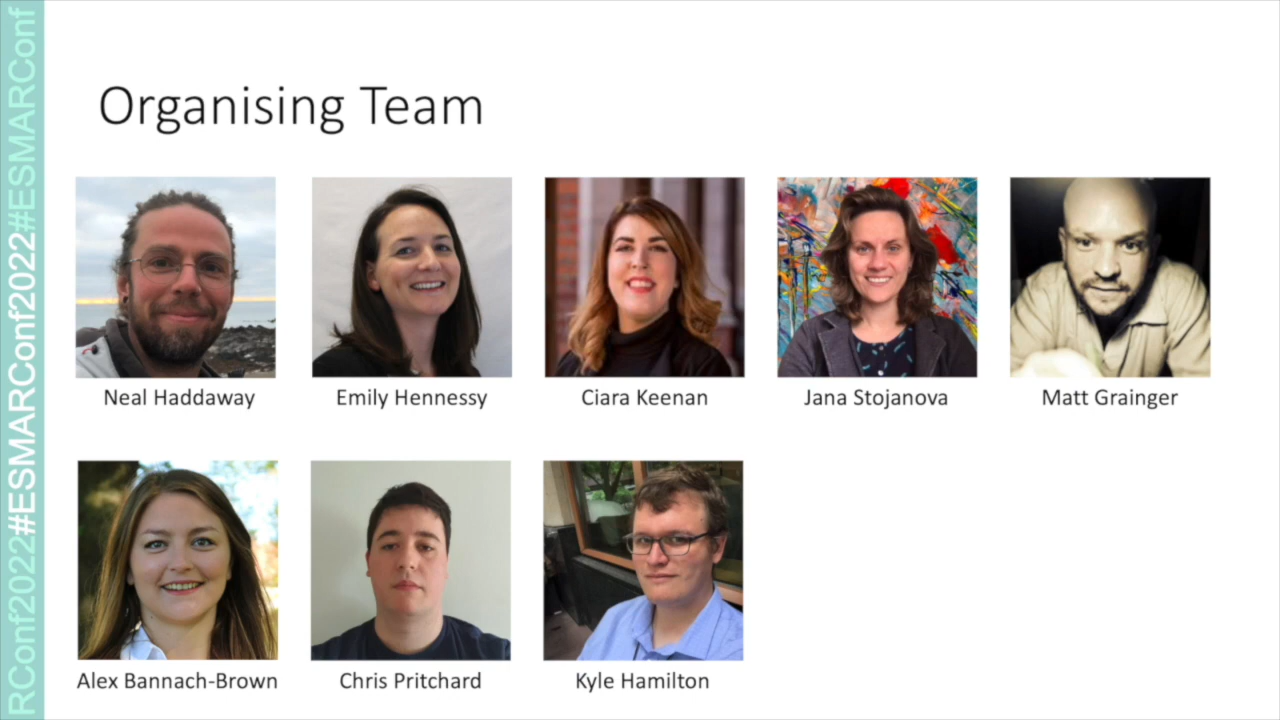 RConf2022#ESMARConf2022#ESMARConf
Organising Team
Neal Haddaway
Emily Hennessy
Ciara Keenan
Jana Stojanova
Matt Grainger
Alex Bannach-Brown
Chris Pritchard
Kyle Hamilton